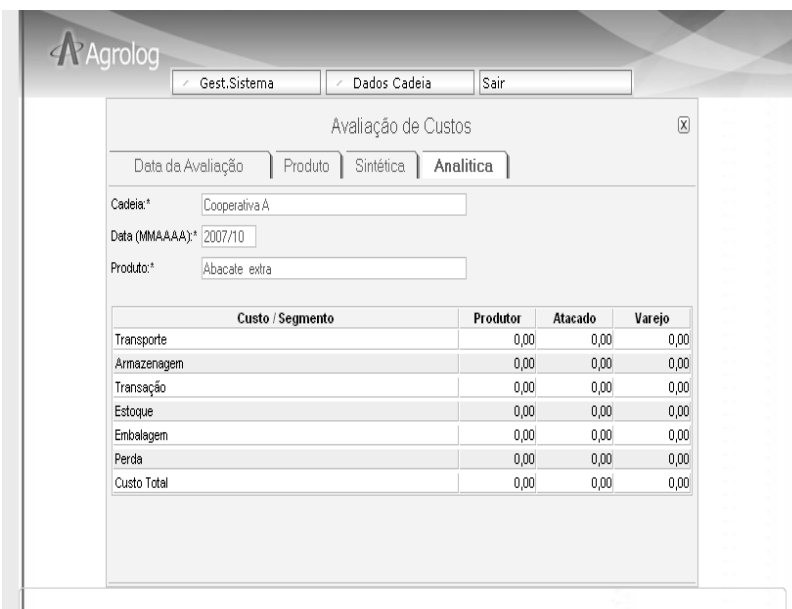 Agrolog
Gest.Sistema Dados Cadeia Sair
Avaliação de Custos X
Data da Avaliação Produto Sintética Analitica
Cadeia:* Cooperativa A
Data (MMAAAA):* 2007/10
Produto:* Abacate extra
Custo / Segmento Produtor Atacado Varejo
Transporte 0,00 0,00 0,00
Armazenagem 0,00 0,00 0,00
Transação 0,00 0,00 0,00
Estoque 0,00 0,00 0,00
Embalagem 0,00 0,00 0,00
Perda 0,00 0,00 0,00
Custo Total 0,00 0,00 0,00